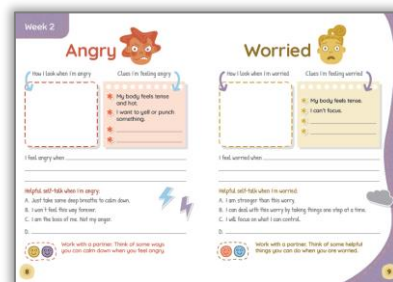 Week 2
Angry
How I look when I'm angry
Clues I'm feeling angry
My body feels tense
and hot.
I want to yell or punch
something.
I feel angry when
Helpful self-talk when I'm angry:
A. Just take some deep breaths to calm down.
B. I won't feel this way forever.
C. I am the boss of me. Not my anger.
D.
Work with a partner: Think of some ways
you can calm down when you feel angry.
8
Worried
How I look when I'm worried
Clues I'm feeling worried
My body feels tense.
I can't focus.
I feel worried when
Helpful self-talk when I'm worried:
A. I am stronger than this worry.
B. I can deal with this worry by taking things one step at a time.
C. I will focus on what I can control.
D.
Work with a partner: Think of some helpful
things you can do when you are worried.
9